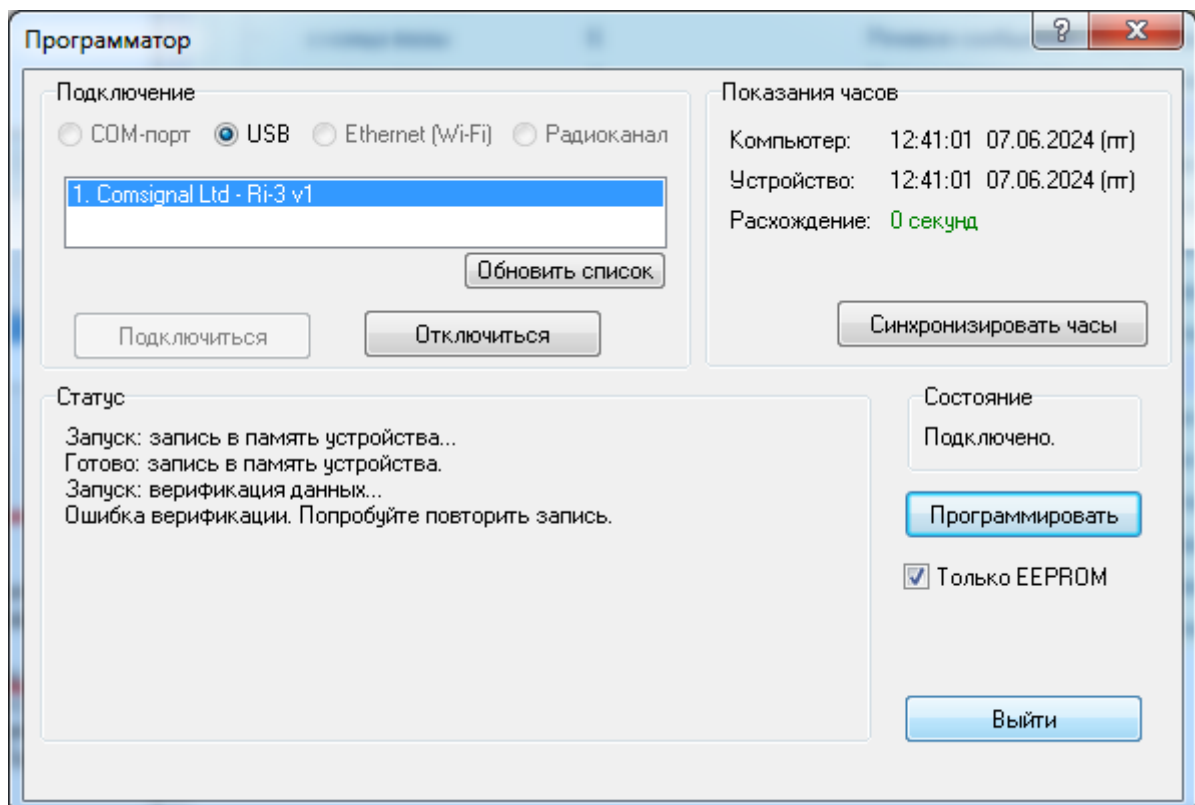 Программатор
Подключение
COM-порт USB Ethernet (Wi-Fi) Радиоканал
1. Comsignal Ltd - Ri-3 v1
Обновить список
Подключиться Отключиться
Показания часов
Компьютер: 12:41:01 07.06.2024 (пт)
Устройство: 12:41:01 07.06.2024 (пт)
Расхождение: 0 секунд
Синхронизировать часы
Статус
Запуск: запись в память устройства...
Готово: запись в память устройства.
Запуск: верификация данных...
Ошибка верификации. Попробуйте повторить запись.
Состояние
Подключено.
Программировать
Только EEPROM
Выйти